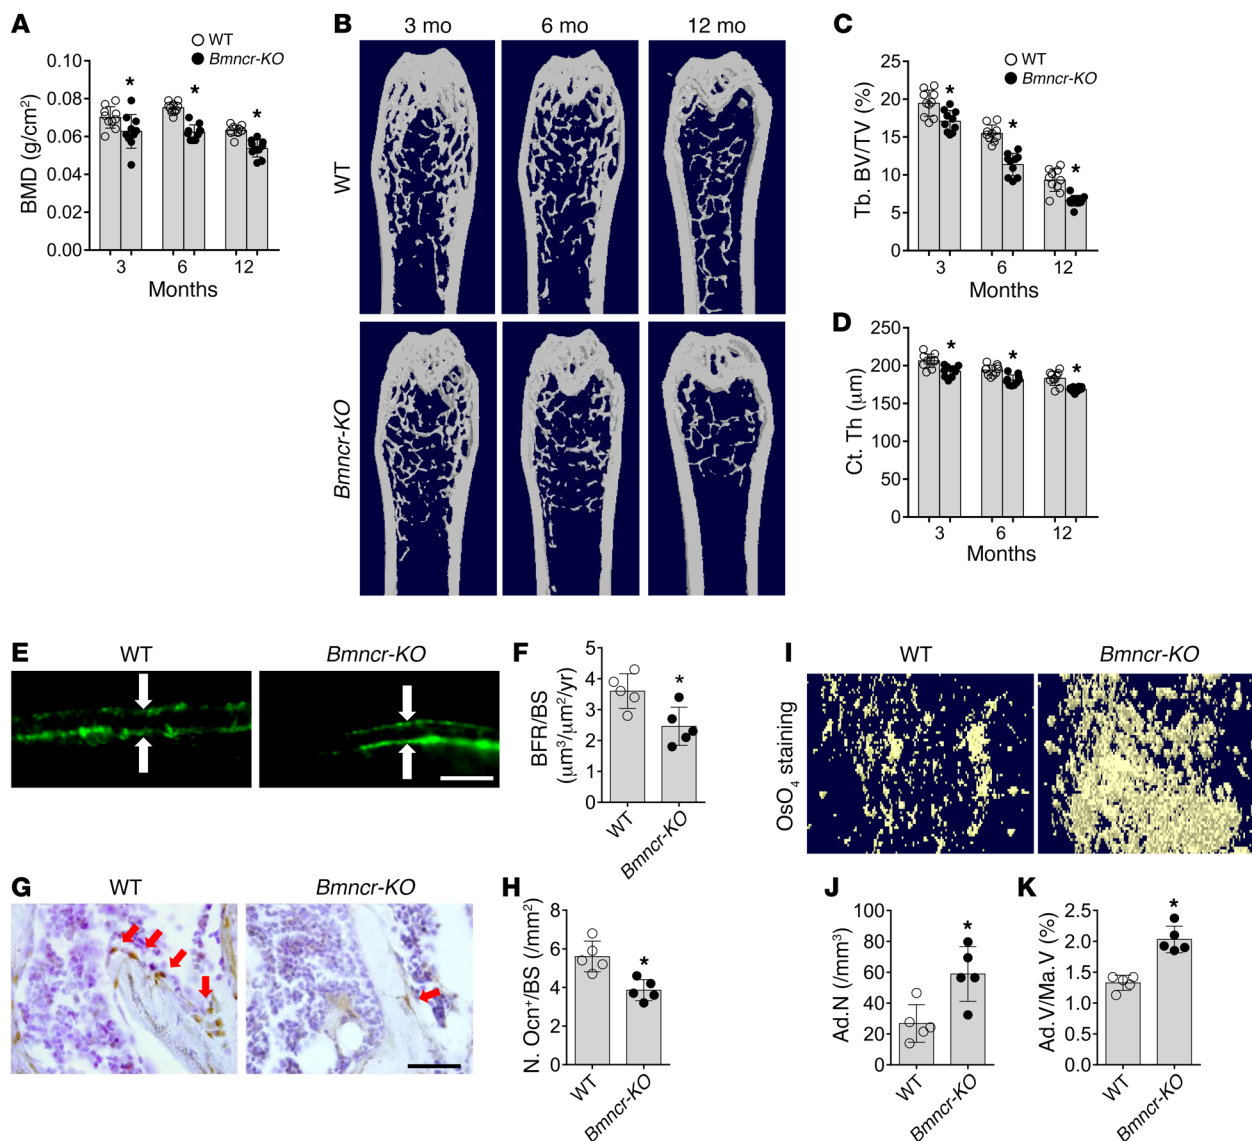 A
WT
Bmncr-KO
BMD (g/cm²)
0.10
0.08
0.06
0.04
0.02
0.00
* * *
3 6 12
Months
B
3 mo 6 mo 12 mo
WT
Bmncr-KO
C
WT
Bmncr-KO
Tb. BV/TV (%)
25
20
15
10
5
0
* * *
3 6 12
Months
D
Ct. Th (μm)
250
200
150
100
50
0
* * *
3 6 12
Months
E
WT Bmncr-KO
F
BFR/BS
(μm³/μm²/yr)
5
4
3
2
1
0
*
WT Bmncr-KO
G
WT Bmncr-KO
H
N. Ocn⁺/BS (/mm²)
8
6
4
2
0
*
WT Bmncr-KO
I
WT Bmncr-KO
OsO₄ staining
J
Ad.N (/mm³)
100
80
60
40
20
0
*
WT Bmncr-KO
K
Ad.V/Ma.V (%)
2.5
2.0
1.5
1.0
0.5
0.0
*
WT Bmncr-KO